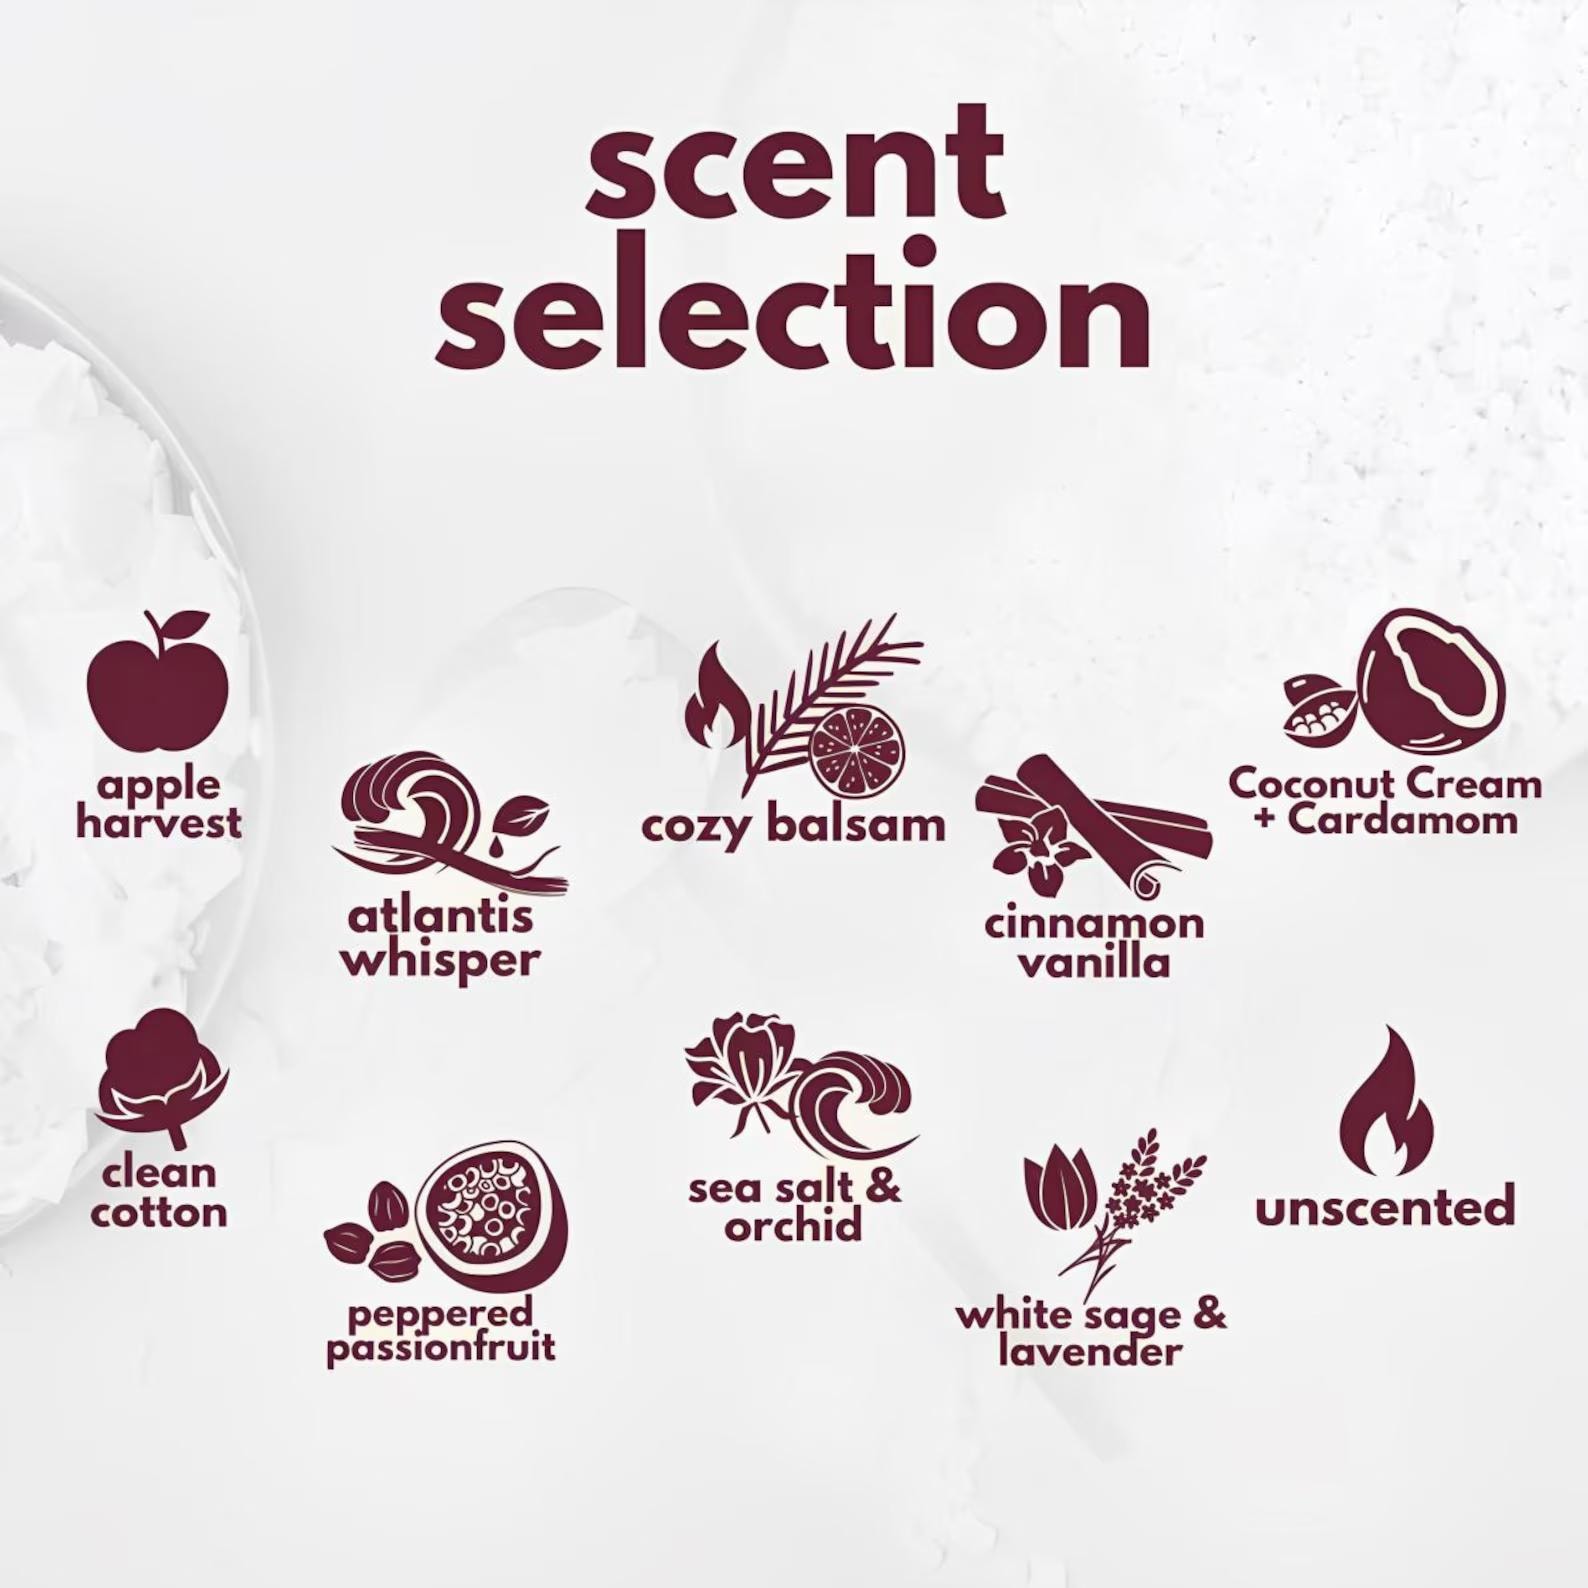 scent
selection
apple
harvest
atlantis
whisper
cozy balsam
cinnamon
vanilla
Coconut Cream
+ Cardamom
clean
cotton
peppered
passionfruit
sea salt &
orchid
white sage &
lavender
unscented